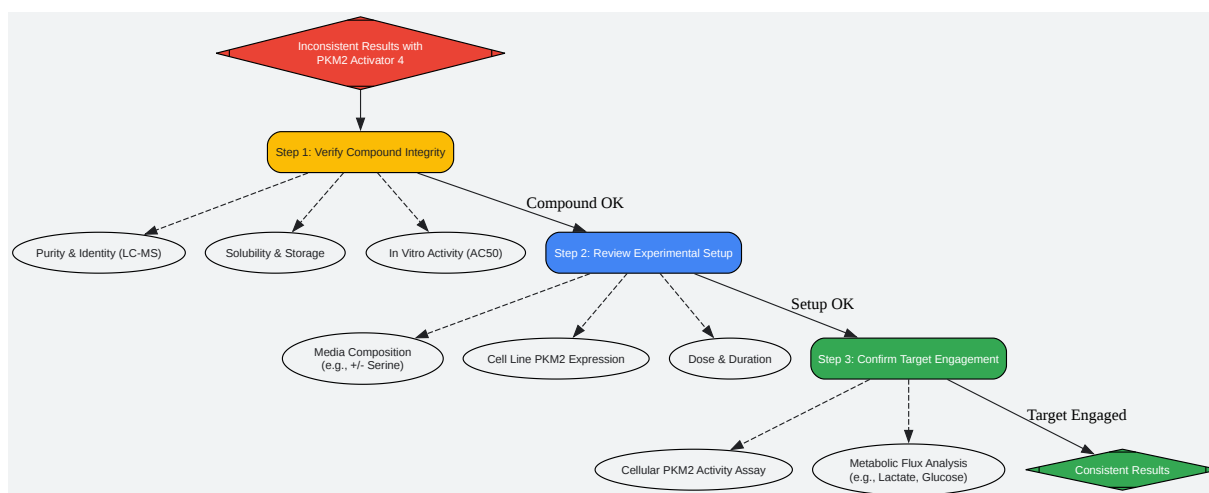 Inconsistent Results with
PKM2 Activator 4
Step 1: Verify Compound Integrity
Compound OK
Purity & Identity (LC-MS)
Solubility & Storage
In Vitro Activity (AC50)
Step 2: Review Experimental Setup
Setup OK
Media Composition
(e.g., +/- Serine)
Cell Line PKM2 Expression
Dose & Duration
Step 3: Confirm Target Engagement
Target Engaged
Cellular PKM2 Activity Assay
Metabolic Flux Analysis
(e.g., Lactate, Glucose)
Consistent Results